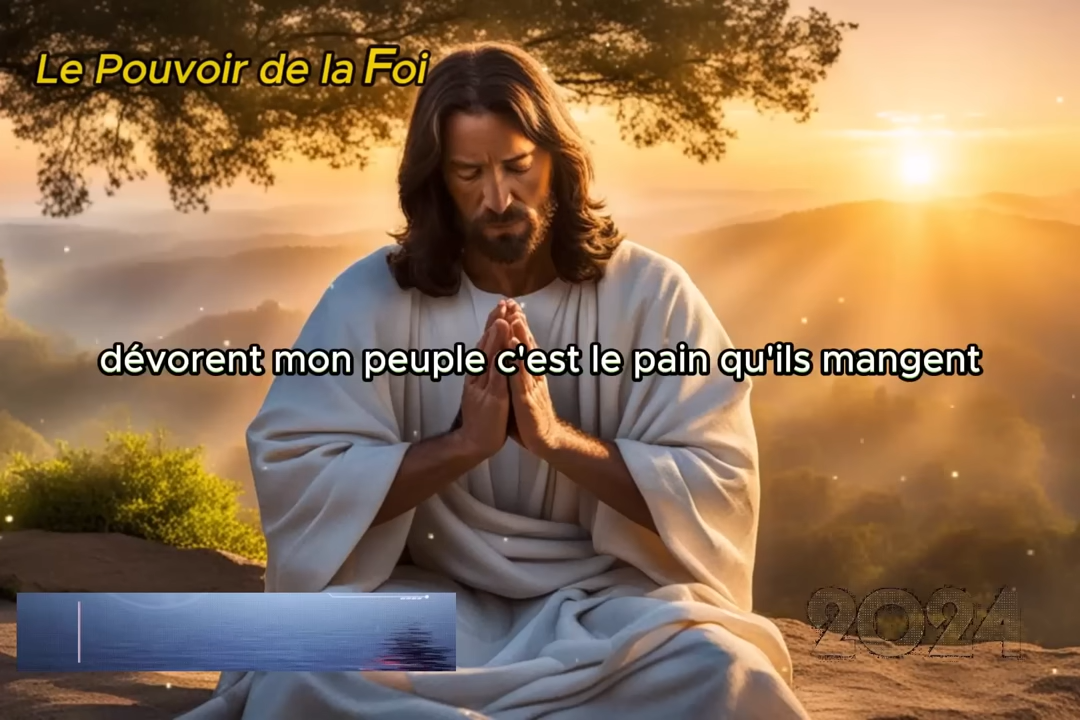 Le Pouvoir de la Foi
dévorent mon peuple c'est le pain qu'ils mangent
2024